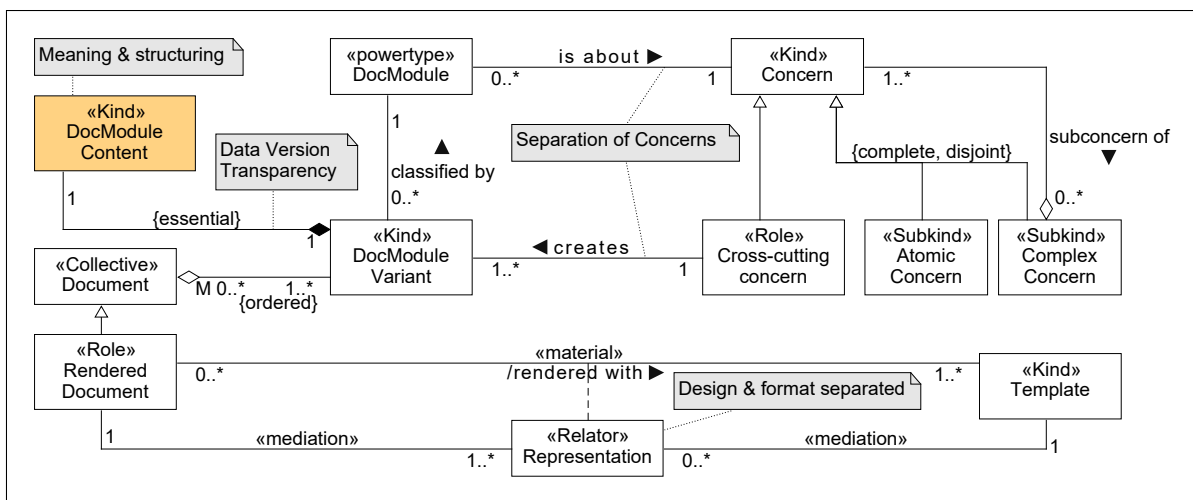 Meaning & structuring
«Kind»
DocModule
Content
«powertype»
DocModule
0..*
is about ►
1
«Kind»
Concern
1..*
Separation of Concerns
Data Version
Transparency
1
▲
classified by
0..*
{complete, disjoint}
subconcern of
▼
0..*
1
{essential}
1
«Kind»
DocModule
Variant
◄ creates
1..*
1
«Role»
Cross-cutting
concern
«Subkind»
Atomic
Concern
«Subkind»
Complex
Concern
«Collective»
Document
M 0..*
1..*
{ordered}
«Role»
Rendered
Document
0..*
«material»
/rendered with ►
1..*
«Kind»
Template
Design & format separated
1
«mediation»
1..*
«Relator»
Representation
0..*
«mediation»
1